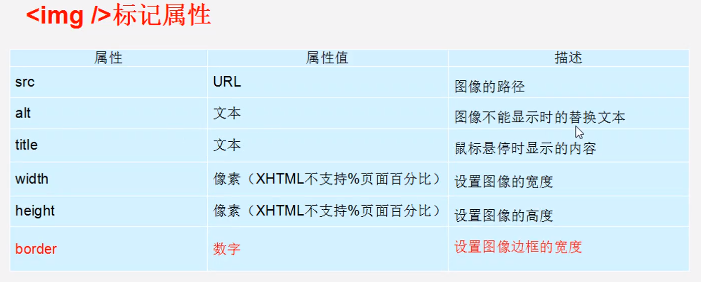 <img />标记属性
属性 属性值 描述
src URL 图像的路径
alt 文本 图像不能显示时的替换文本
title 文本 鼠标悬停时显示的内容
width 像素（XHTML不支持%页面百分比） 设置图像的宽度
height 像素（XHTML不支持%页面百分比） 设置图像的高度
border 数字 设置图像边框的宽度